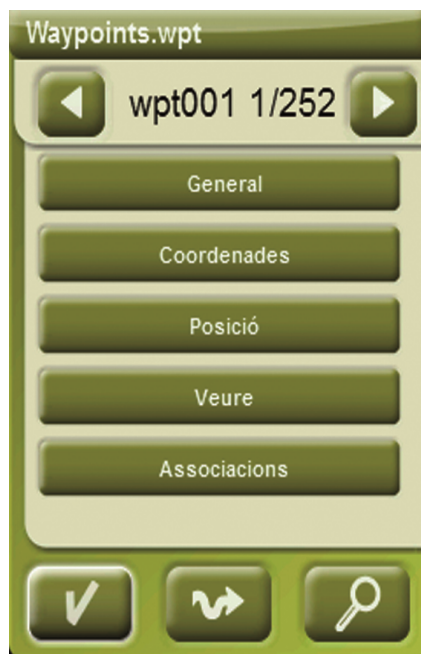 Waypoints.wpt
wpt001 1/252
General
Coordenades
Posició
Veure
Associacions